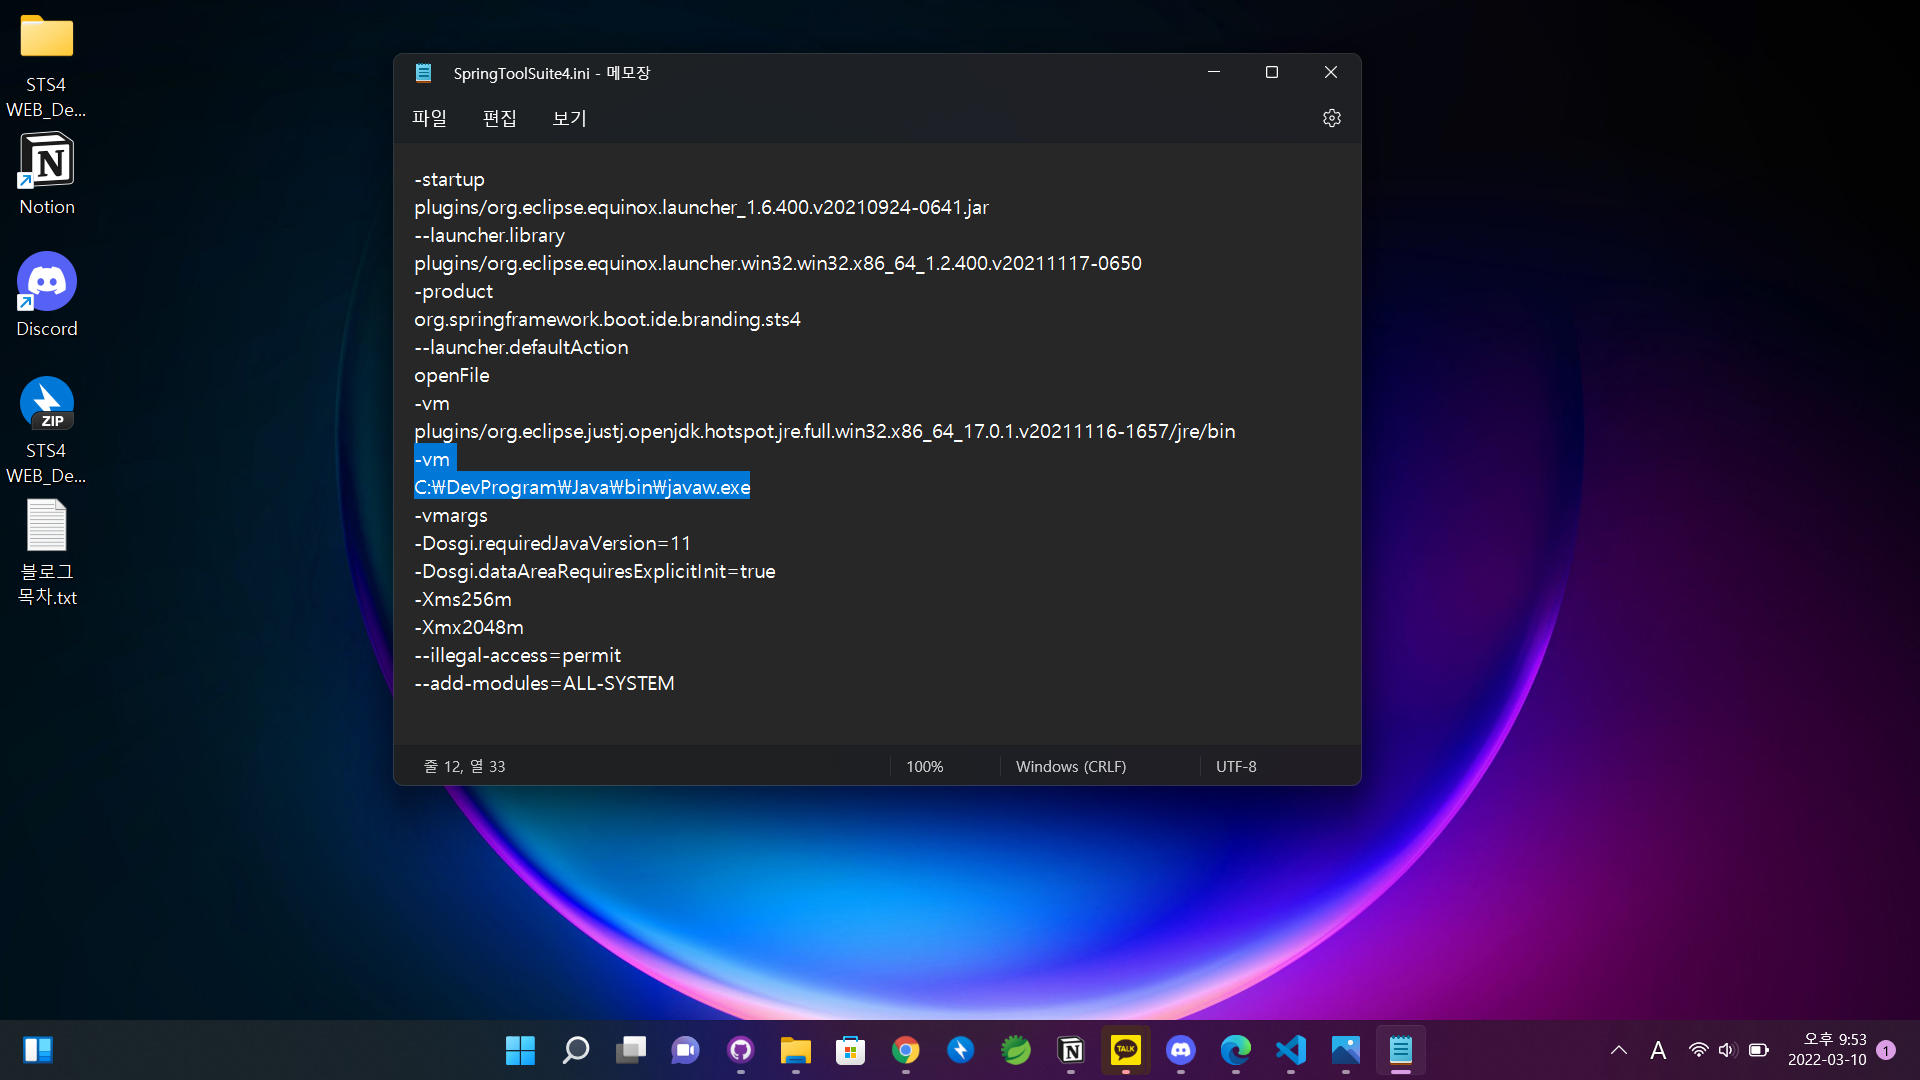 STS4
WEB_De...
Notion
Discord
ZIP
STS4
WEB_De...
블로그
목차.txt
SpringToolSuite4.ini - 메모장
파일 편집 보기
-startup
plugins/org.eclipse.equinox.launcher_1.6.400.v20210924-0641.jar
--launcher.library
plugins/org.eclipse.equinox.launcher.win32.win32.x86_64_1.2.400.v20211117-0650
-product
org.springframework.boot.ide.branding.sts4
--launcher.defaultAction
openFile
-vm
plugins/org.eclipse.justj.openjdk.hotspot.jre.full.win32.x86_64_17.0.1.v20211116-1657/jre/bin
-vm
C:₩DevProgram₩Java₩bin₩javaw.exe
-vmargs
-Dosgi.requiredJavaVersion=11
-Dosgi.dataAreaRequiresExplicitInit=true
-Xms256m
-Xmx2048m
--illegal-access=permit
--add-modules=ALL-SYSTEM
줄 12, 열 33 100% Windows (CRLF) UTF-8
TALK
A
오후 9:53
2022-03-10
1